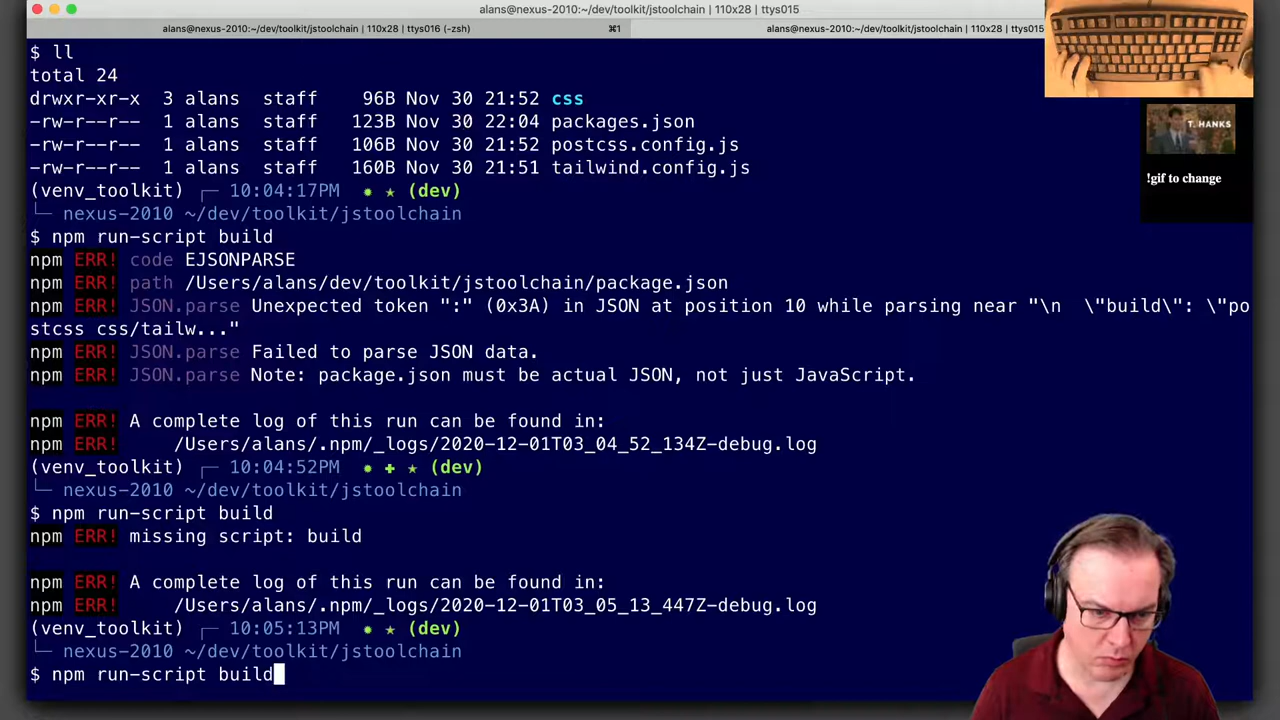 alans@nexus-2010:~/dev/toolkit/jstoolchain | 110x28 | ttys015
alans@nexus-2010:~/dev/toolkit/jstoolchain | 110x28 | ttys016 (-zsh) ⌘1 alans@nexus-2010:~/dev/toolkit/jstoolchain | 110x28 | ttys015
$ ll
total 24
drwxr-xr-x 3 alans staff 96B Nov 30 21:52 css
-rw-r--r-- 1 alans staff 123B Nov 30 22:04 packages.json
-rw-r--r-- 1 alans staff 106B Nov 30 21:52 postcss.config.js
-rw-r--r-- 1 alans staff 160B Nov 30 21:51 tailwind.config.js
(venv_toolkit) ┌─ 10:04:17PM ✹ ★ (dev)
└─ nexus-2010 ~/dev/toolkit/jstoolchain
$ npm run-script build
npm ERR! code EJSONPARSE
npm ERR! path /Users/alans/dev/toolkit/jstoolchain/package.json
npm ERR! JSON.parse Unexpected token ":" (0x3A) in JSON at position 10 while parsing near "\n  \"build\": \"po
stcss css/tailw..."
npm ERR! JSON.parse Failed to parse JSON data.
npm ERR! JSON.parse Note: package.json must be actual JSON, not just JavaScript.
npm ERR! A complete log of this run can be found in:
npm ERR!     /Users/alans/.npm/_logs/2020-12-01T03_04_52_134Z-debug.log
(venv_toolkit) ┌─ 10:04:52PM ✹ ✚ ★ (dev)
└─ nexus-2010 ~/dev/toolkit/jstoolchain
$ npm run-script build
npm ERR! missing script: build
npm ERR! A complete log of this run can be found in:
npm ERR!     /Users/alans/.npm/_logs/2020-12-01T03_05_13_447Z-debug.log
(venv_toolkit) ┌─ 10:05:13PM ✹ ★ (dev)
└─ nexus-2010 ~/dev/toolkit/jstoolchain
$ npm run-script build
T. HANKS
!gif to change